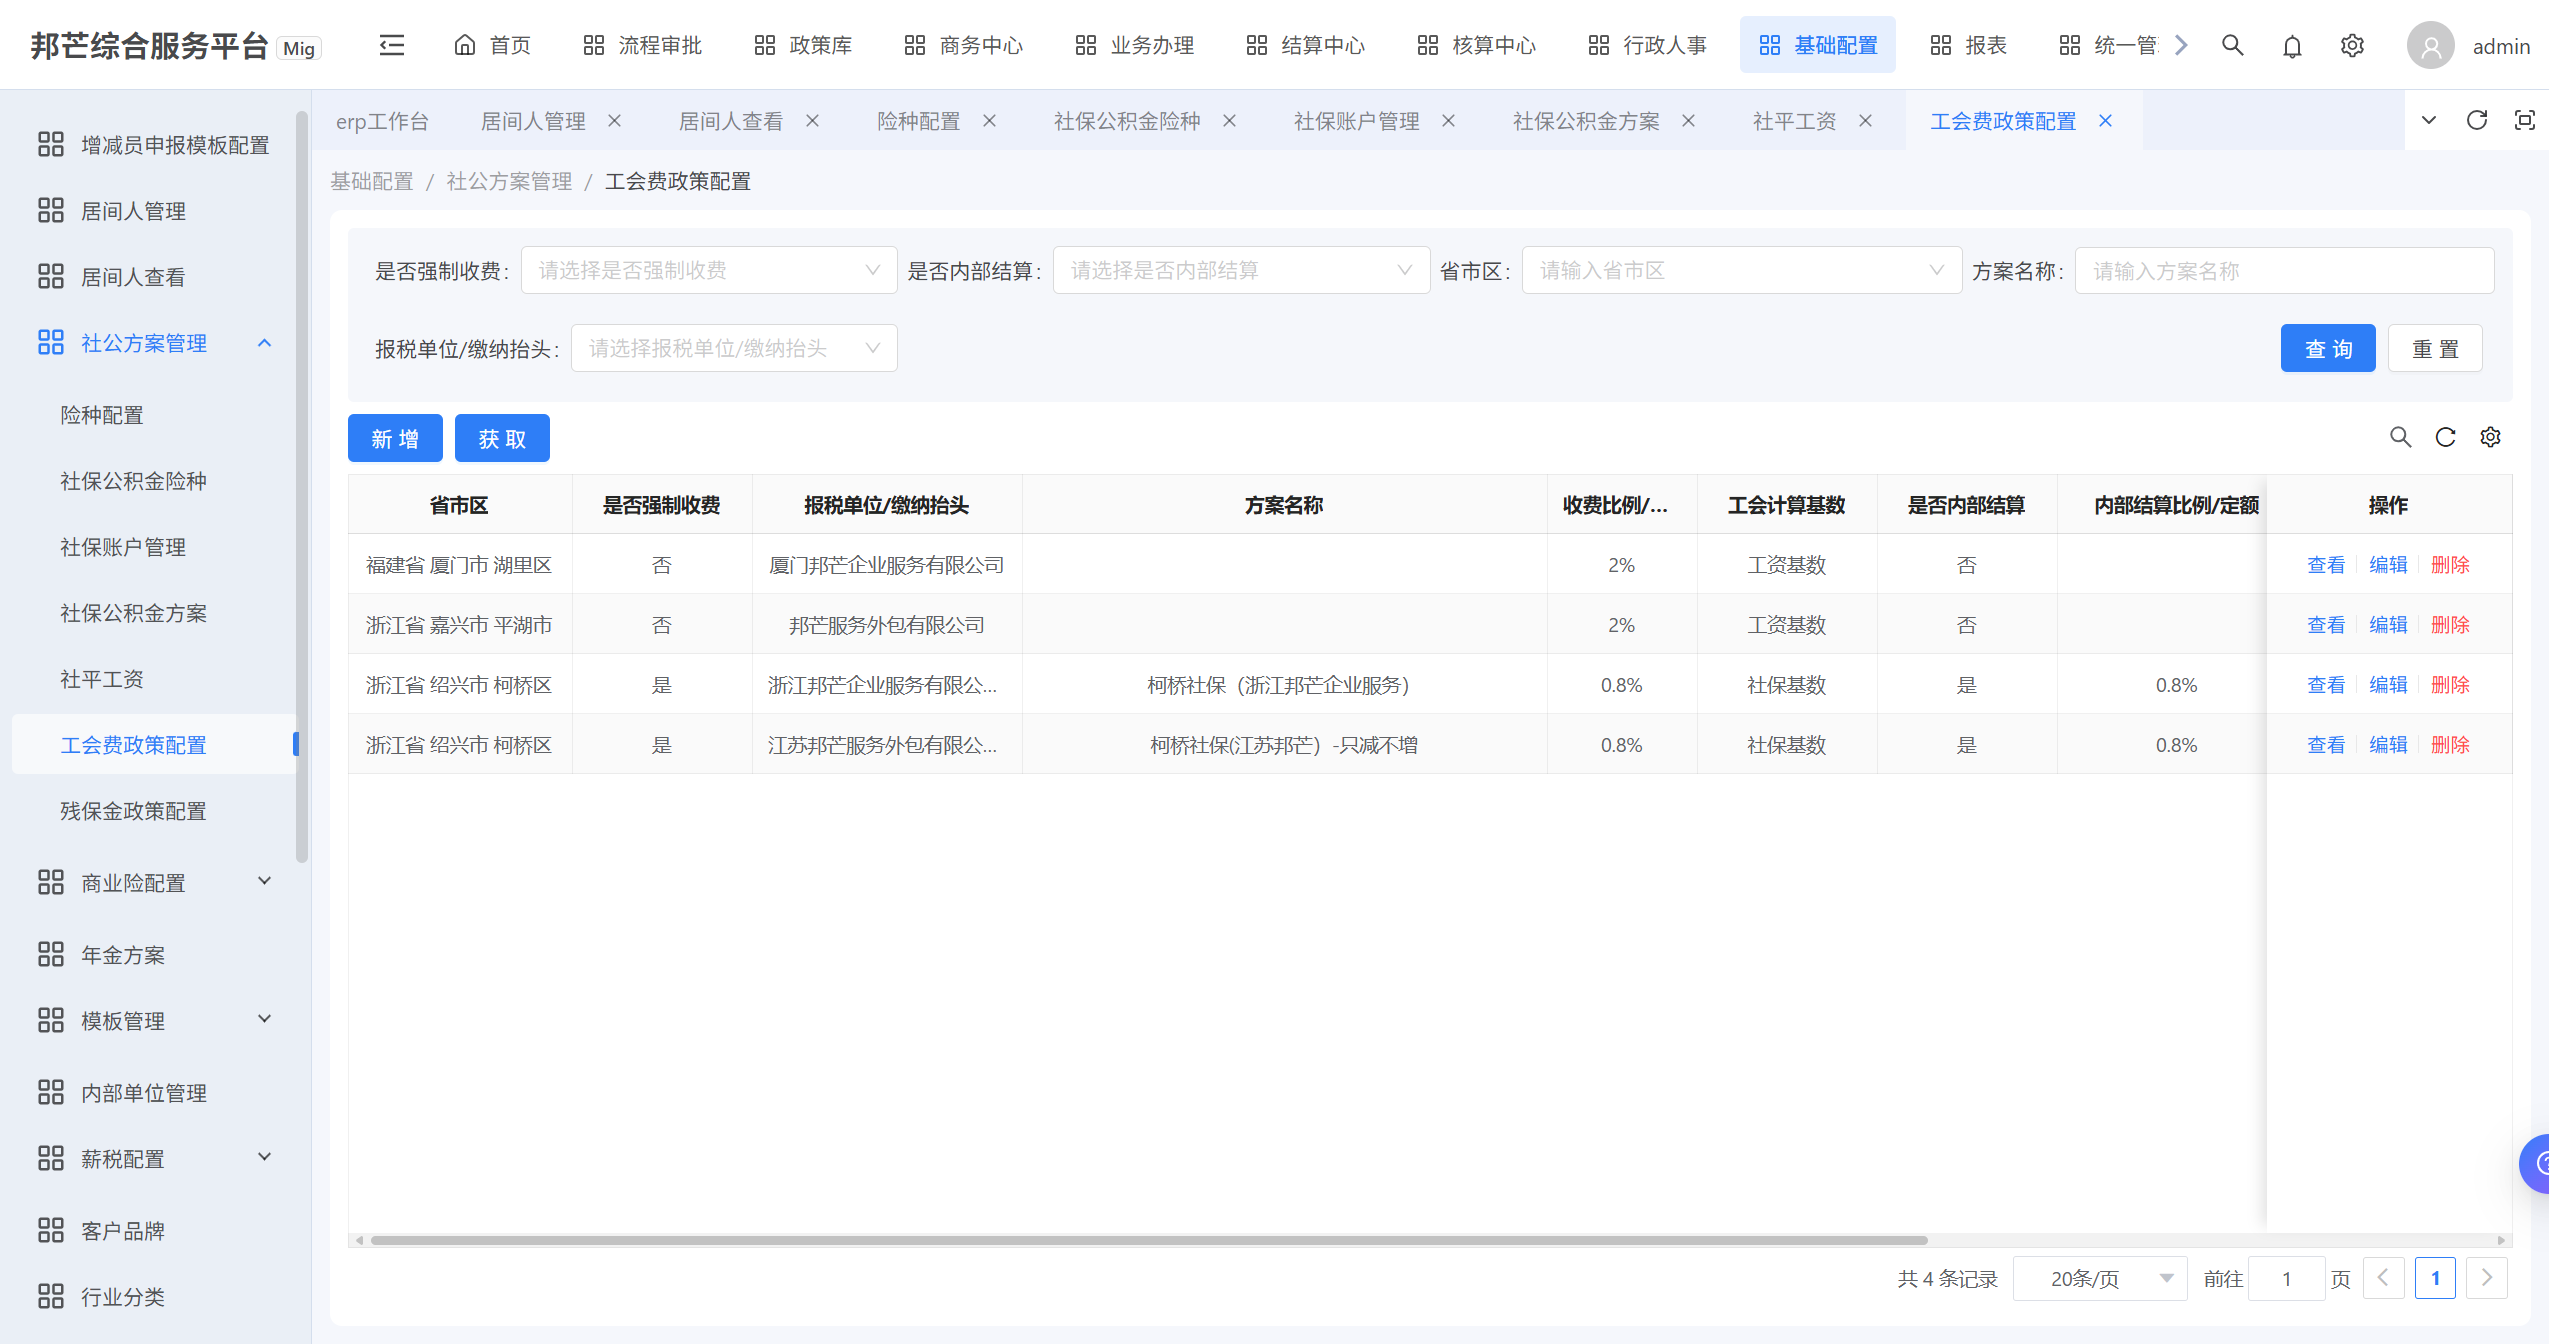 邦芒综合服务平台 Mig
首页 流程审批 政策库 商务中心 业务办理 结算中心 核算中心 行政人事 基础配置 报表 统一管 admin
erp工作台 居间人管理 居间人查看 险种配置 社保公积金险种 社保账户管理 社保公积金方案 社平工资 工会费政策配置
增减员申报模板配置
居间人管理
居间人查看
社公方案管理
险种配置
社保公积金险种
社保账户管理
社保公积金方案
社平工资
工会费政策配置
残保金政策配置
商业险配置
年金方案
模板管理
内部单位管理
薪税配置
客户品牌
行业分类
基础配置 / 社公方案管理 / 工会费政策配置
是否强制收费: 请选择是否强制收费 是否内部结算: 请选择是否内部结算 省市区: 请输入省市区 方案名称: 请输入方案名称
报税单位/缴纳抬头: 请选择报税单位/缴纳抬头 查 询 重 置
新 增 获 取
省市区 是否强制收费 报税单位/缴纳抬头 方案名称 收费比例/... 工会计算基数 是否内部结算 内部结算比例/定额 操作
福建省 厦门市 湖里区 否 厦门邦芒企业服务有限公司 2% 工资基数 否 查看 编辑 删除
浙江省 嘉兴市 平湖市 否 邦芒服务外包有限公司 2% 工资基数 否 查看 编辑 删除
浙江省 绍兴市 柯桥区 是 浙江邦芒企业服务有限公... 柯桥社保（浙江邦芒企业服务） 0.8% 社保基数 是 0.8% 查看 编辑 删除
浙江省 绍兴市 柯桥区 是 江苏邦芒服务外包有限公... 柯桥社保(江苏邦芒）-只减不增 0.8% 社保基数 是 0.8% 查看 编辑 删除
共 4 条记录 20条/页 前往 1 页 1